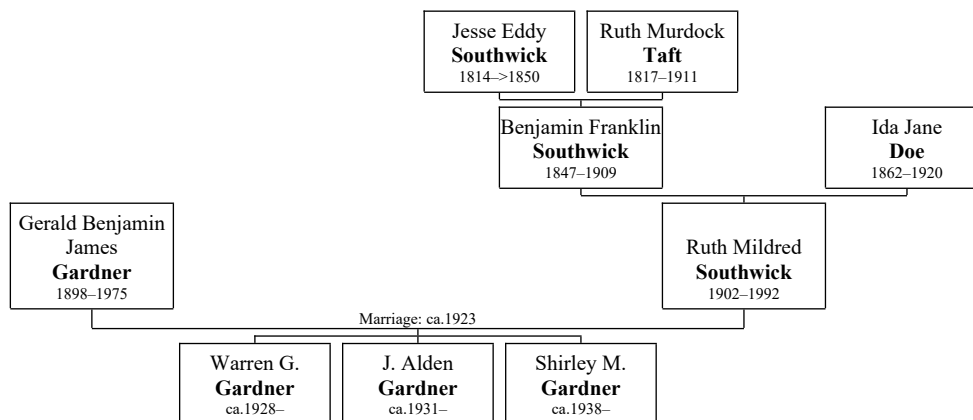 Jesse Eddy
Southwick
1814–>1850
Ruth Murdock
Taft
1817–1911
Benjamin Franklin
Southwick
1847–1909
Ida Jane
Doe
1862–1920
Gerald Benjamin
James
Gardner
1898–1975
Ruth Mildred
Southwick
1902–1992
Marriage: ca.1923
Warren G.
Gardner
ca.1928–
J. Alden
Gardner
ca.1931–
Shirley M.
Gardner
ca.1938–